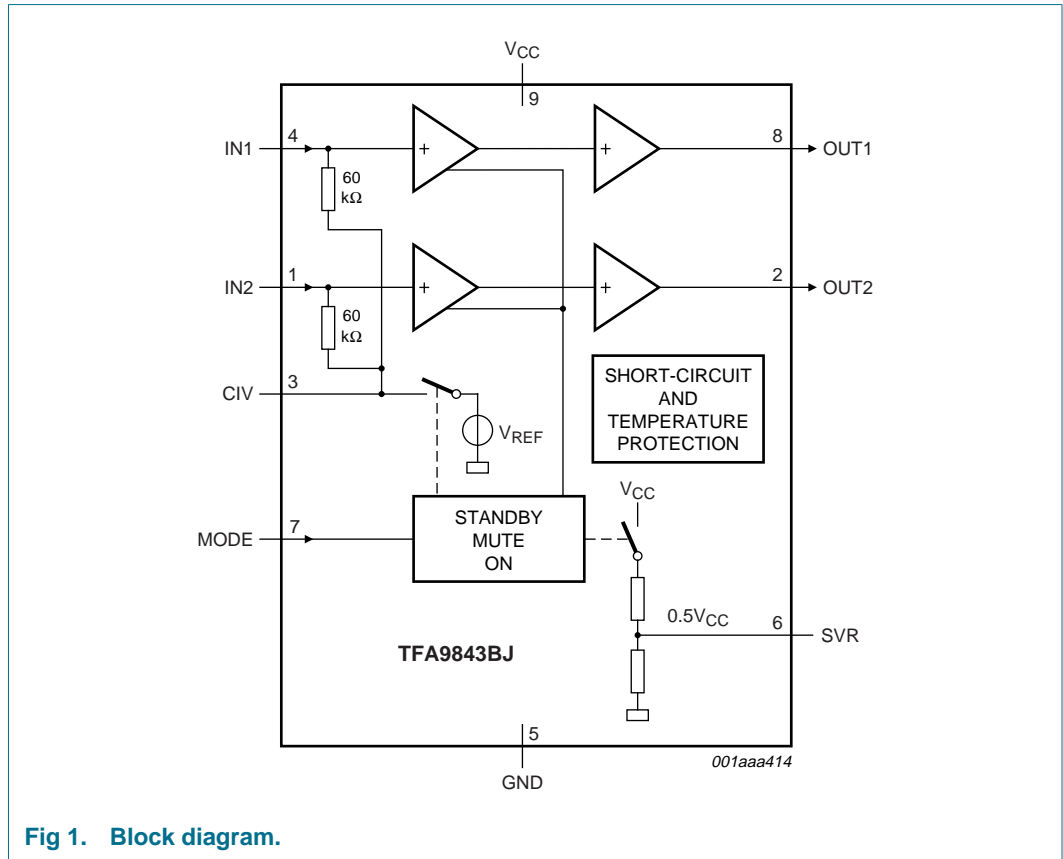 VCC
9
IN1
4
60
kΩ
+
+
8
OUT1
IN2
1
60
kΩ
+
+
2
OUT2
CIV
3
VREF
SHORT-CIRCUIT
AND
TEMPERATURE
PROTECTION
MODE
7
STANDBY
MUTE
ON
VCC
0.5VCC
6
SVR
TFA9843BJ
5
GND
001aaa414
Fig 1. Block diagram.